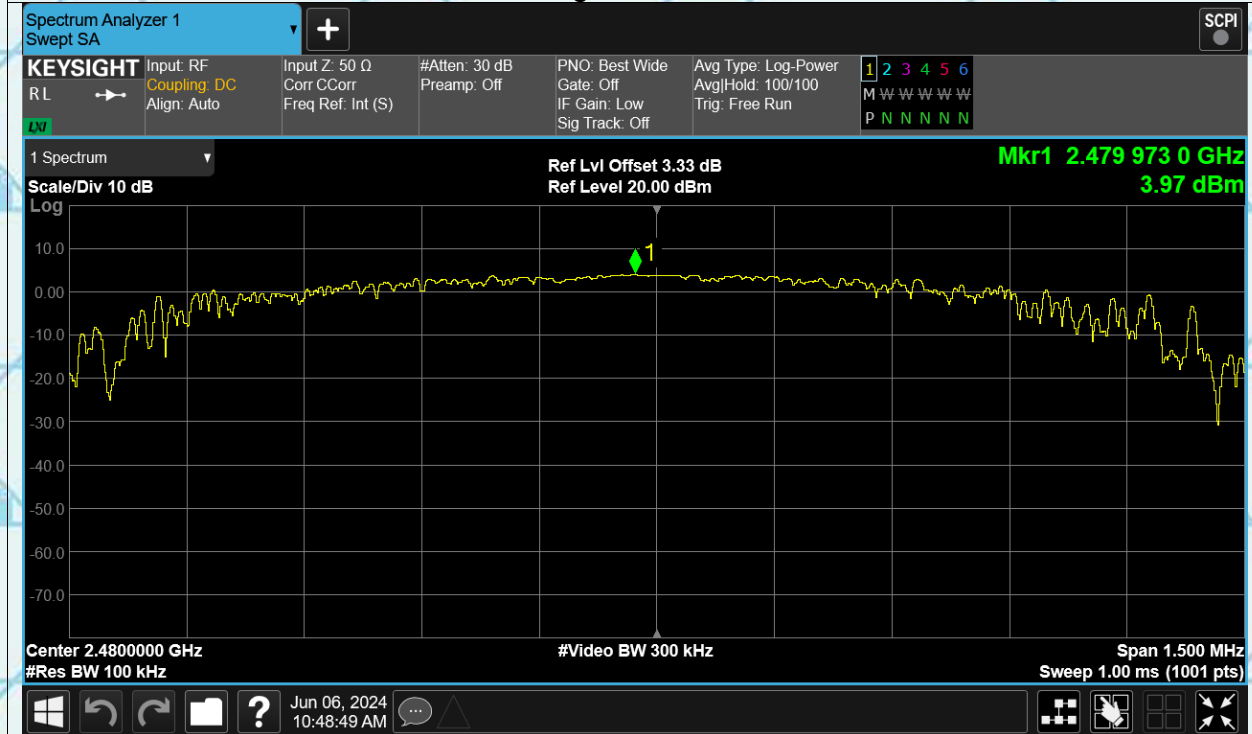 Spectrum Analyzer 1
Swept SA
+
SCPI
KEYSIGHT
RL
LXI
Input: RF
Coupling: DC
Align: Auto
Input Z: 50 Ω
Corr CCorr
Freq Ref: Int (S)
#Atten: 30 dB
Preamp: Off
PNO: Best Wide
Gate: Off
IF Gain: Low
Sig Track: Off
Avg Type: Log-Power
Avg|Hold: 100/100
Trig: Free Run
1 2 3 4 5 6
M W W W W W
P N N N N N
1 Spectrum
Scale/Div 10 dB
Log
Ref Lvl Offset 3.33 dB
Ref Level 20.00 dBm
Mkr1 2.479 973 0 GHz
3.97 dBm
1
10.0
0.00
-10.0
-20.0
-30.0
-40.0
-50.0
-60.0
-70.0
Center 2.4800000 GHz
#Res BW 100 kHz
#Video BW 300 kHz
Span 1.500 MHz
Sweep 1.00 ms (1001 pts)
?
Jun 06, 2024
10:48:49 AM